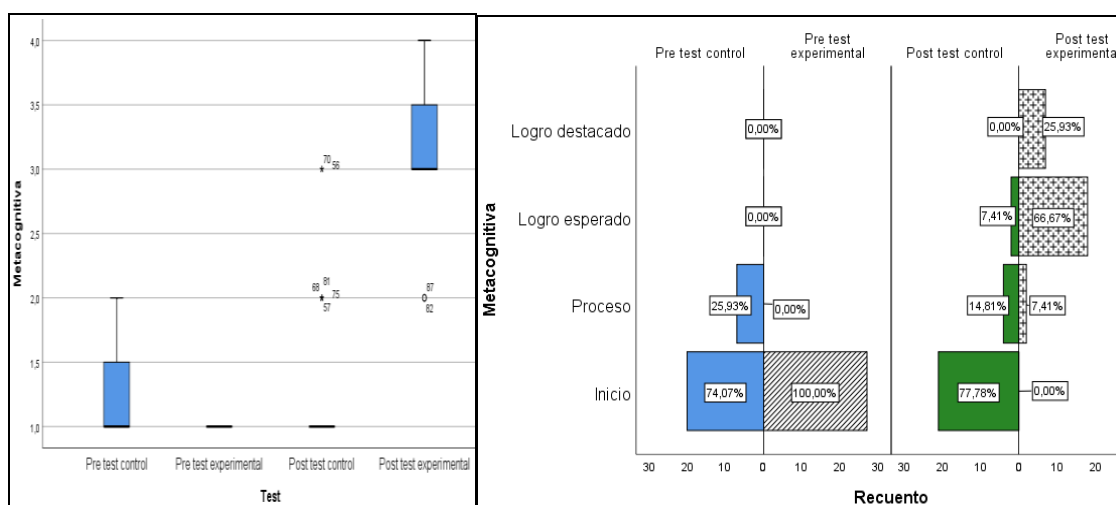 4,0
3,5
3,0
2,5
2,0
1,5
1,0
Metacognitiva
70 56
68 81 75
57
87
82
Pre test control
Pre test experimental
Post test control
Post test experimental
Test
Pre test control
Pre test
experimental
Post test control
Post test
experimenta
Metacognitiva
Logro destacado
Logro esperado
Proceso
Inicio
0,00%
0,00%
25,93%
0,00%
74,07%
100,00%
0,00%
25,93%
7,41%
66,67%
14,81%
7,41%
77,78%
0,00%
30 20 10 0 10 20 30
30 20 10 0 10 20
Recuento